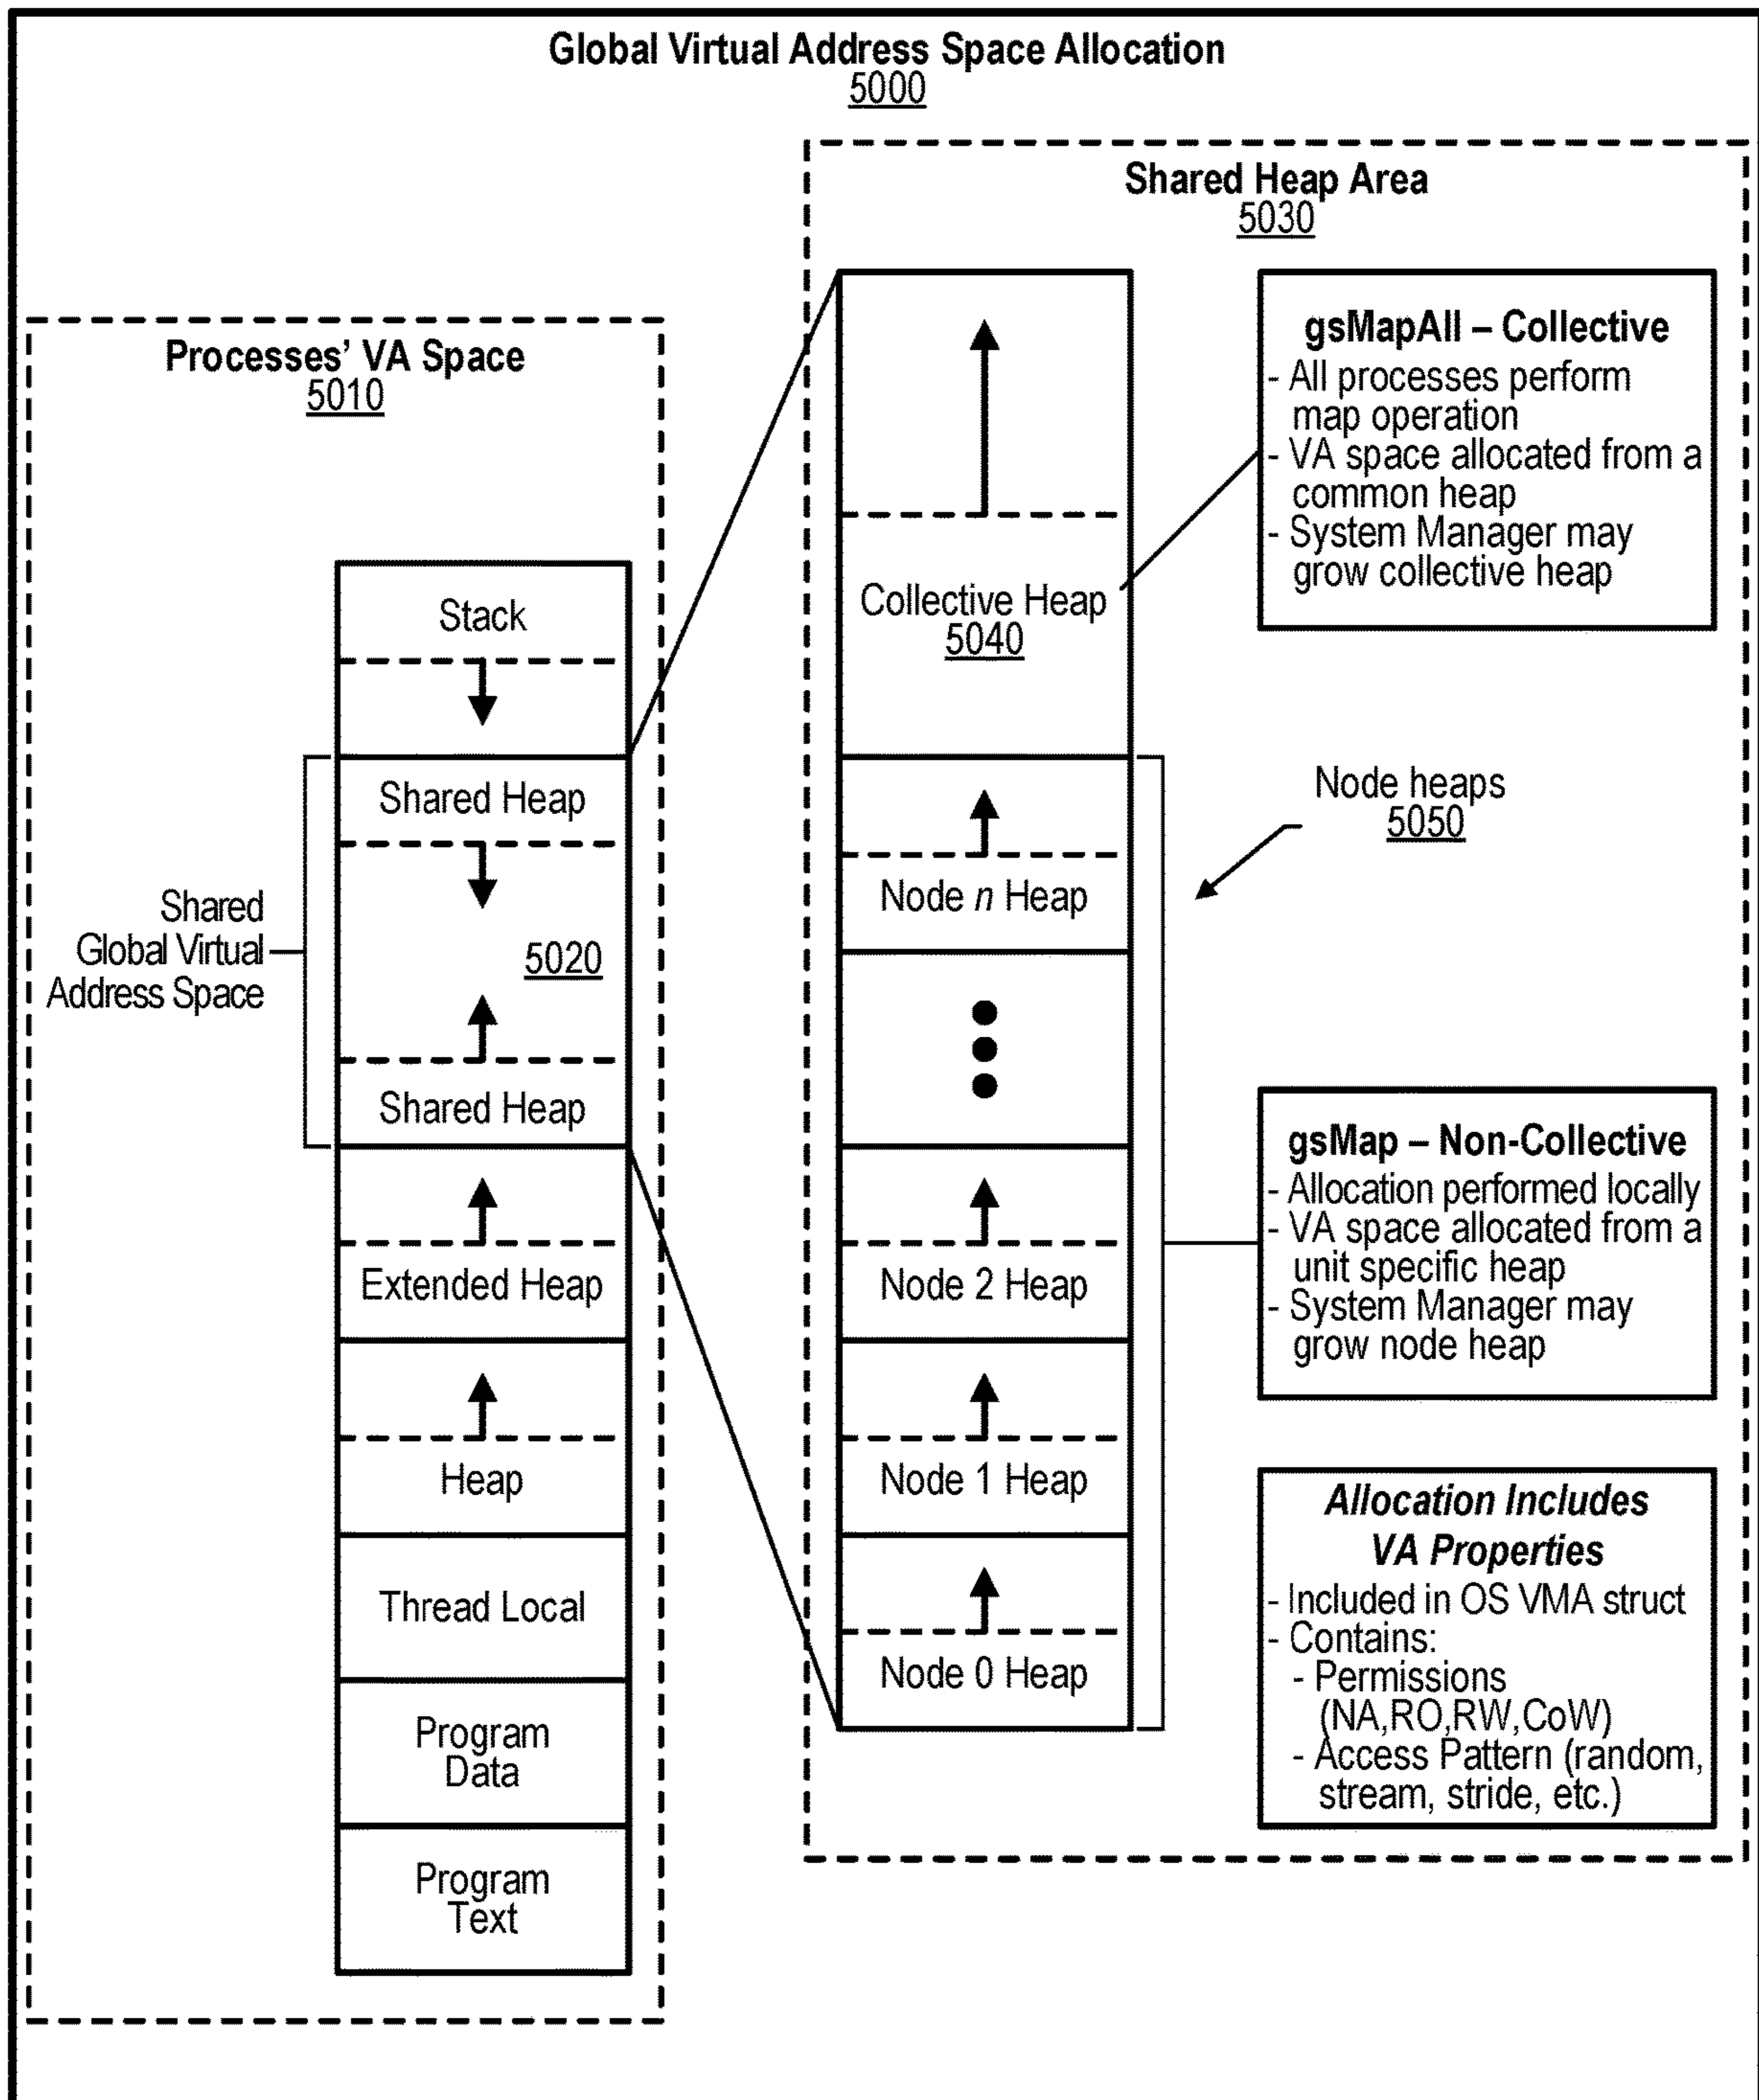 Global Virtual Address Space Allocation
5000
Processes’ VA Space
5010
Stack
Shared Heap
Shared
Global Virtual
Address Space
5020
Shared Heap
Extended Heap
Heap
Thread Local
Program
Data
Program
Text
Shared Heap Area
5030
Collective Heap
5040
Node n Heap
Node 2 Heap
Node 1 Heap
Node 0 Heap
gsMapAll – Collective
- All processes perform
map operation
- VA space allocated from a
common heap
- System Manager may
grow collective heap
Node heaps
5050
gsMap – Non-Collective
- Allocation performed locally
- VA space allocated from a
unit specific heap
- System Manager may
grow node heap
Allocation Includes
VA Properties
- Included in OS VMA struct
- Contains:
- Permissions
(NA,RO,RW,CoW)
- Access Pattern (random,
stream, stride, etc.)